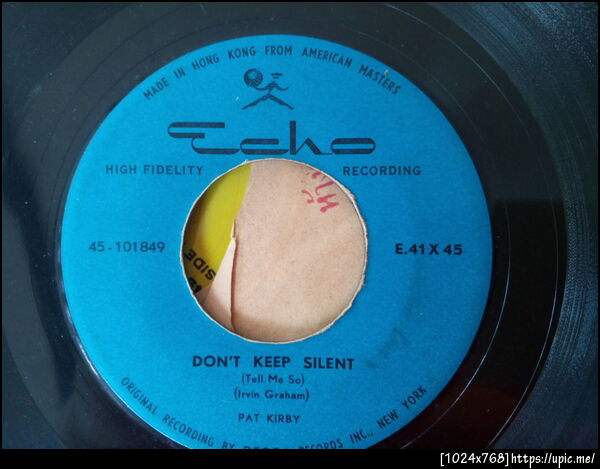 MADE IN HONG KONG FROM AMERICAN MASTERS
Echo
HIGH FIDELITY RECORDING
45-101849 E.41 X 45
SIDE
DON'T KEEP SILENT
(Tell Me So)
(Irvin Graham)
PAT KIRBY
ORIGINAL RECORDING BY RECORDS INC., NEW YORK
[1024x768]https://upic.me/